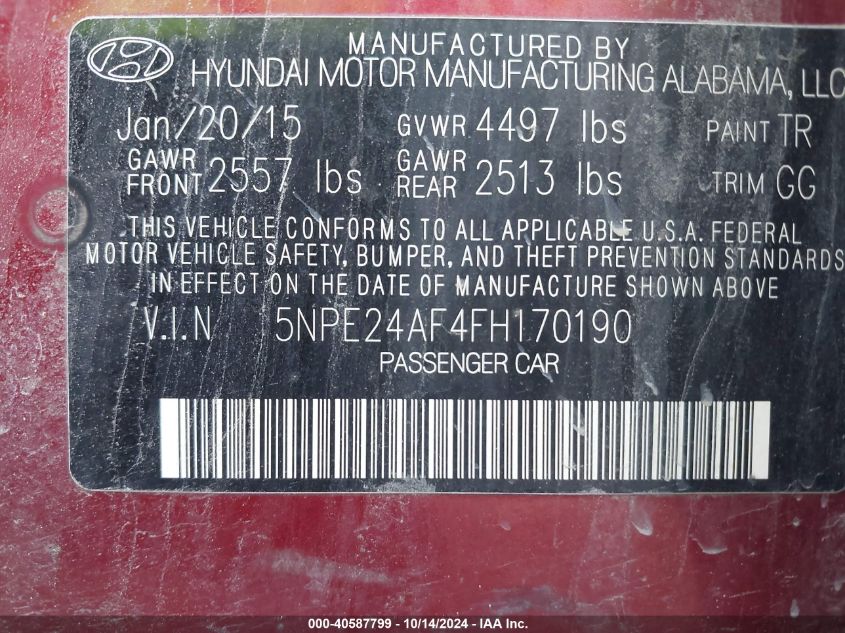 MANUFACTURED BY
HYUNDAI MOTOR MANUFACTURING ALABAMA, LLC
Jan/20/15 GVWR 4497 lbs PAINT TR
GAWR FRONT 2557 lbs GAWR REAR 2513 lbs TRIM GG
THIS VEHICLE CONFORMS TO ALL APPLICABLE U.S.A. FEDERAL
MOTOR VEHICLE SAFETY, BUMPER, AND THEFT PREVENTION STANDARDS
IN EFFECT ON THE DATE OF MANUFACTURE SHOWN ABOVE
V.I.N 5NPE24AF4FH170190
PASSENGER CAR
000-40587799 - 10/14/2024 - IAA Inc.